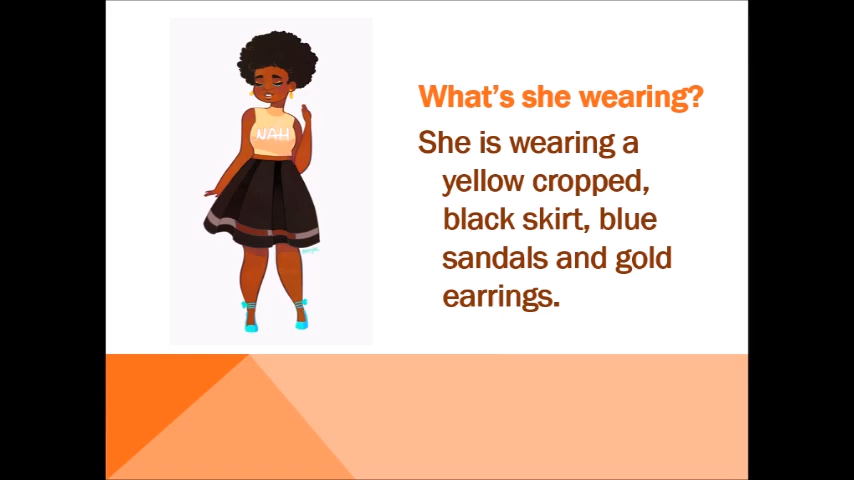 What's she wearing?
She is wearing a
yellow cropped,
black skirt, blue
sandals and gold
earrings.
NAH